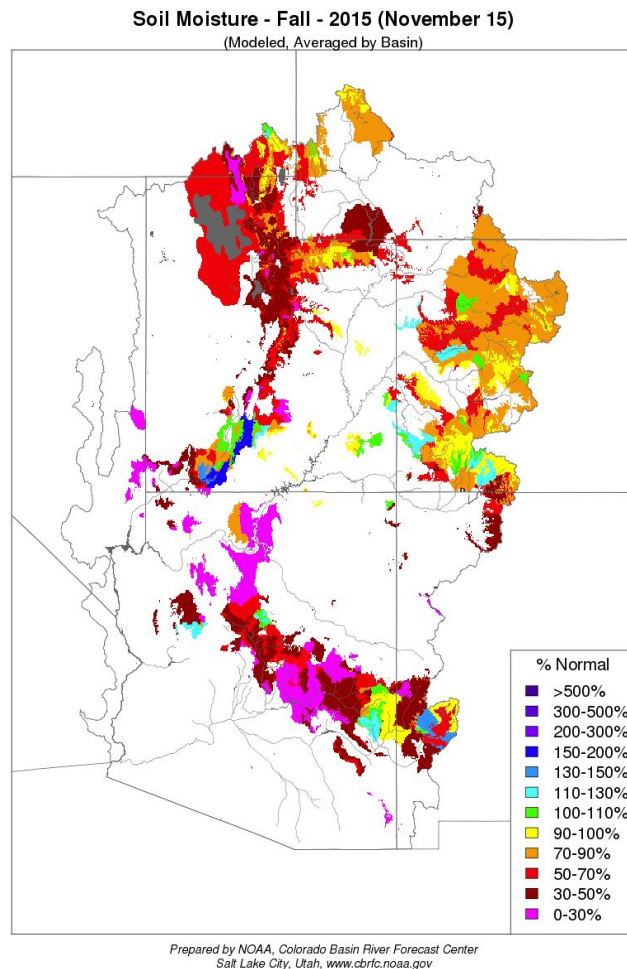 Soil Moisture - Fall - 2015 (November 15)
(Modeled, Averaged by Basin)
% Normal
>500%
300-500%
200-300%
150-200%
130-150%
110-130%
100-110%
90-100%
70-90%
50-70%
30-50%
0-30%
Prepared by NOAA, Colorado Basin River Forecast Center
Salt Lake City, Utah, www.cbrfc.noaa.gov